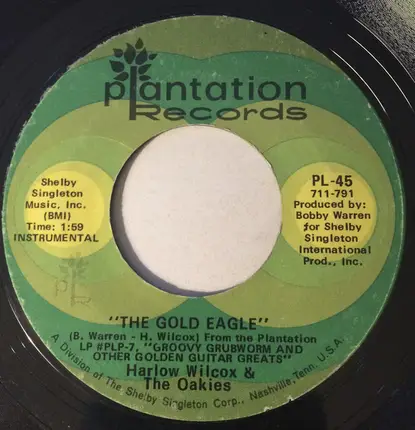 plantation
Records
Shelby
Singleton
Music, Inc.
(BMI)
Time: 1:59
INSTRUMENTAL
PL-45
711-791
Produced by:
Bobby Warren
for Shelby
Singleton
International
Prod., Inc.
"THE GOLD EAGLE"
(B. Warren - H. Wilcox) From the Plantation
LP #PLP-7, "GROOVY GRUBWORM AND
OTHER GOLDEN GUITAR GREATS"
Harlow Wilcox &
The Oakies
A Division of The Shelby Singleton Corp., Nashville, Tenn. U.S.A.